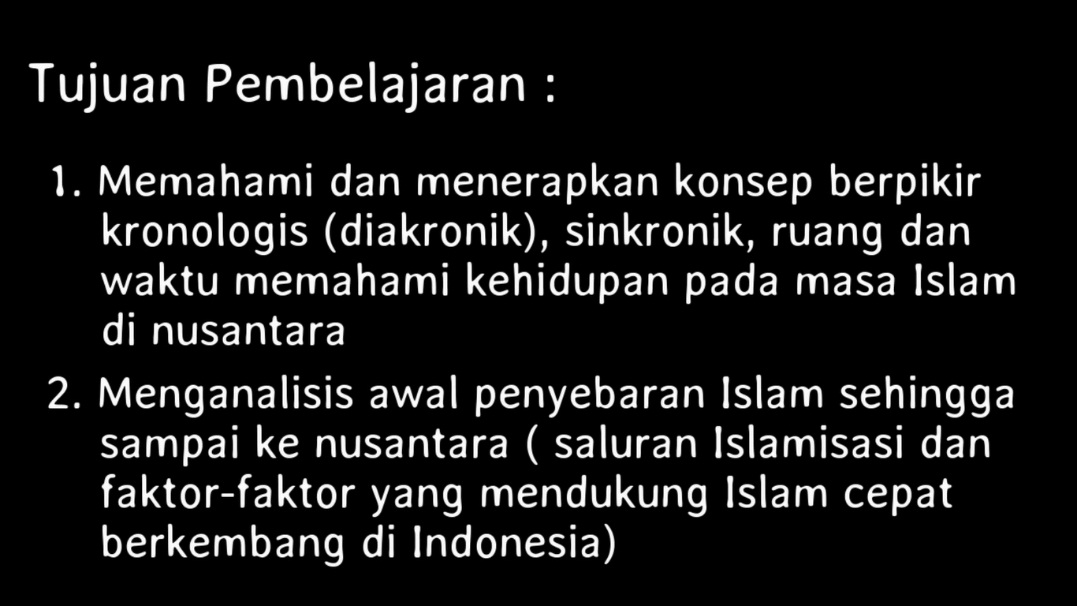 Tujuan Pembelajaran :
1. Memahami dan menerapkan konsep berpikir
kronologis (diakronik), sinkronik, ruang dan
waktu memahami kehidupan pada masa Islam
di nusantara
2. Menganalisis awal penyebaran Islam sehingga
sampai ke nusantara ( saluran Islamisasi dan
faktor-faktor yang mendukung Islam cepat
berkembang di Indonesia)